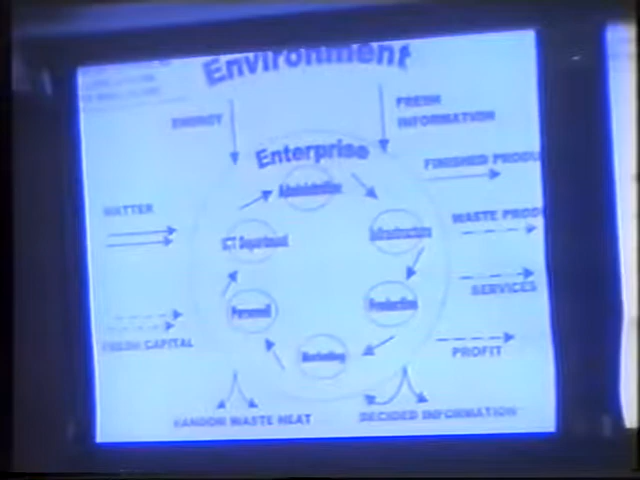 Environment
ENERGY
FRESH
INFORMATION
Enterprise
FINISHED PRODU
Administration
MATTER
WASTE PROD
ICT Department
Infrastructure
SERVICES
Personell
Production
FRESH CAPITAL
PROFIT
Marketing
RANDOM WASTE HEAT
DECIDED INFORMATION